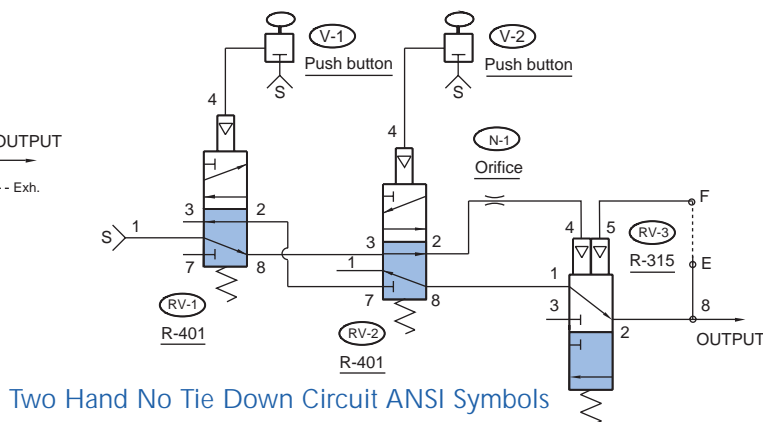 V-1
Push button
S
4
V-2
Push button
S
4
OUTPUT
- - Exh.
N-1
Orifice
S
1
3
2
7
8
RV-1
R-401
3
2
1
7
8
RV-2
R-401
4
5
F
RV-3
R-315
E
1
3
2
8
OUTPUT
Two Hand No Tie Down Circuit ANSI Symbols